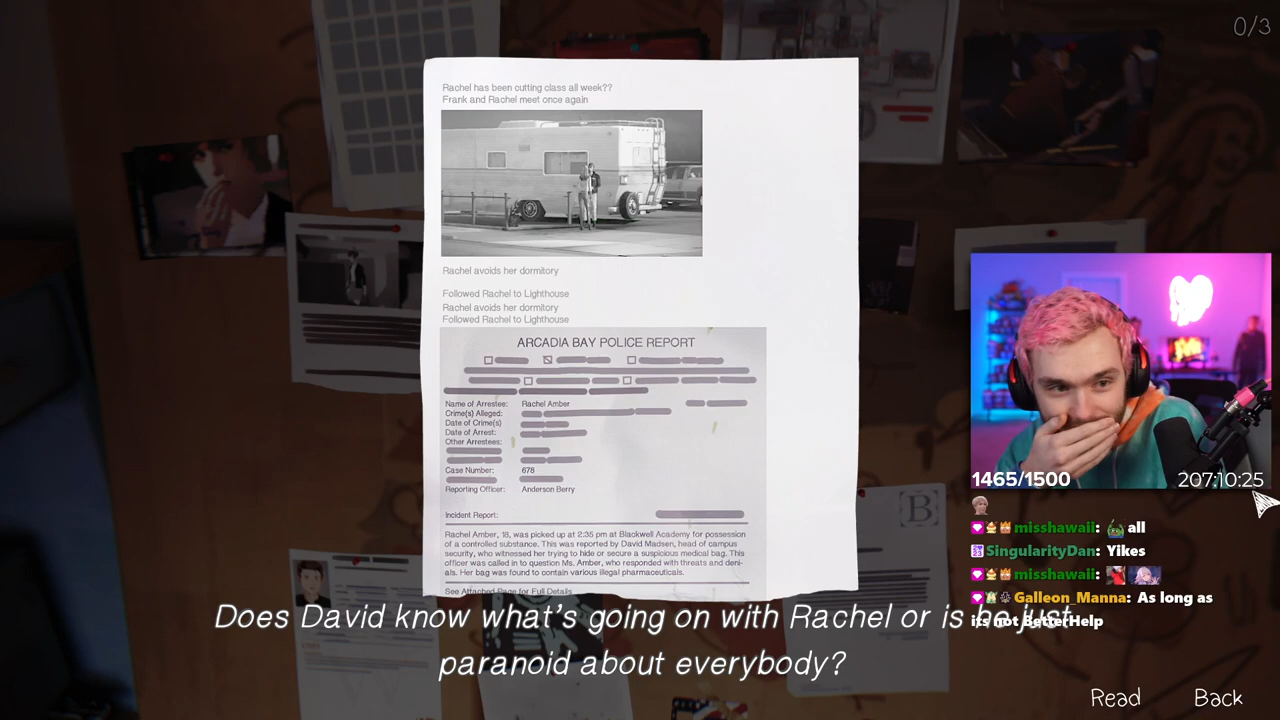 0/3
Rachel has been cutting class all week??
Frank and Rachel meet once again
Rachel avoids her dormitory
Followed Rachel to Lighthouse
Rachel avoids her dormitory
Followed Rachel to Lighthouse
ARCADIA BAY POLICE REPORT
Name of Arrestee: Rachel Amber
Crime(s) Alleged:
Date of Crime(s)
Date of Arrest:
Other Arrestees:
Case Number: 678
Reporting Officer: Anderson Berry
Incident Report:
Rachel Amber, 18, was picked up at 2:35 pm at Blackwell Academy for possession
of a controlled substance. This was reported by David Madsen, head of campus
security, who witnessed her trying to hide or secure a suspicious medical bag. This
officer was called in to question Ms. Amber, who responded with threats and deni-
als. Her bag was found to contain various illegal pharmaceuticals.
See Attached Page for Full Details
B
Does David know what's going on with Rachel or is he just
paranoid about everybody?
1465/1500 207:10:25
misshawaii: all
SingularityDan: Yikes
misshawaii:
Galleon_Manna: As long as
its not BetterHelp
Read Back